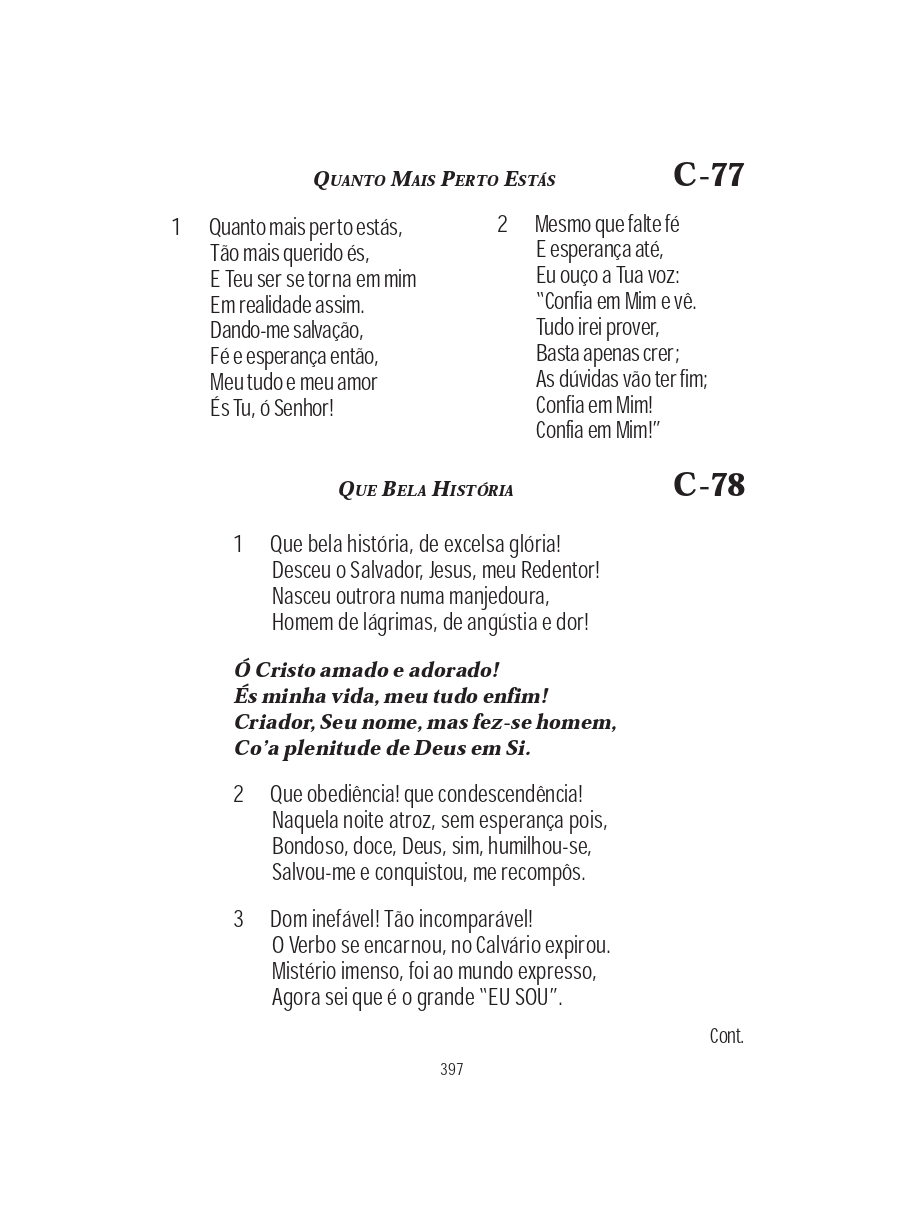 Quanto Mais Perto Estás C-77
1 Quanto mais perto estás,
Tão mais querido és,
E Teu ser se torna em mim
Em realidade assim.
Dando-me salvação,
Fé e esperança então,
Meu tudo e meu amor
És Tu, ó Senhor!
2 Mesmo que falte fé
E esperança até,
Eu ouço a Tua voz:
“Confia em Mim e vê.
Tudo irei prover,
Basta apenas crer;
As dúvidas vão ter fim;
Confia em Mim!
Confia em Mim!”
Que Bela História C-78
1 Que bela história, de excelsa glória!
Desceu o Salvador, Jesus, meu Redentor!
Nasceu outrora numa manjedoura,
Homem de lágrimas, de angústia e dor!
Ó Cristo amado e adorado!
És minha vida, meu tudo enfim!
Criador, Seu nome, mas fez-se homem,
Co’a plenitude de Deus em Si.
2 Que obediência! que condescendência!
Naquela noite atroz, sem esperança pois,
Bondoso, doce, Deus, sim, humilhou-se,
Salvou-me e conquistou, me recompôs.
3 Dom inefável! Tão incomparável!
O Verbo se encarnou, no Calvário expirou.
Mistério imenso, foi ao mundo expresso,
Agora sei que é o grande “EU SOU”.
Cont.
397